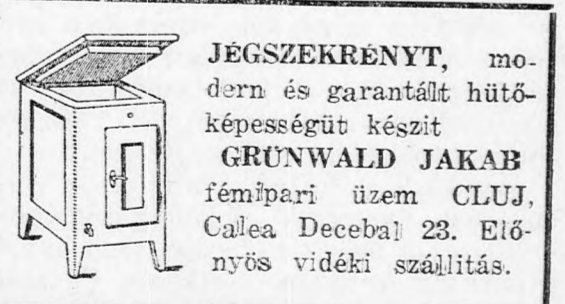 JÉGSZEKRÉNYT, mo-
dern és garantált hütő-
képességüt készit
GRÜNWALD JAKAB
fémipari üzem CLUJ,
Calea Decebal 23. Elő-
nyös vidéki szállitás.